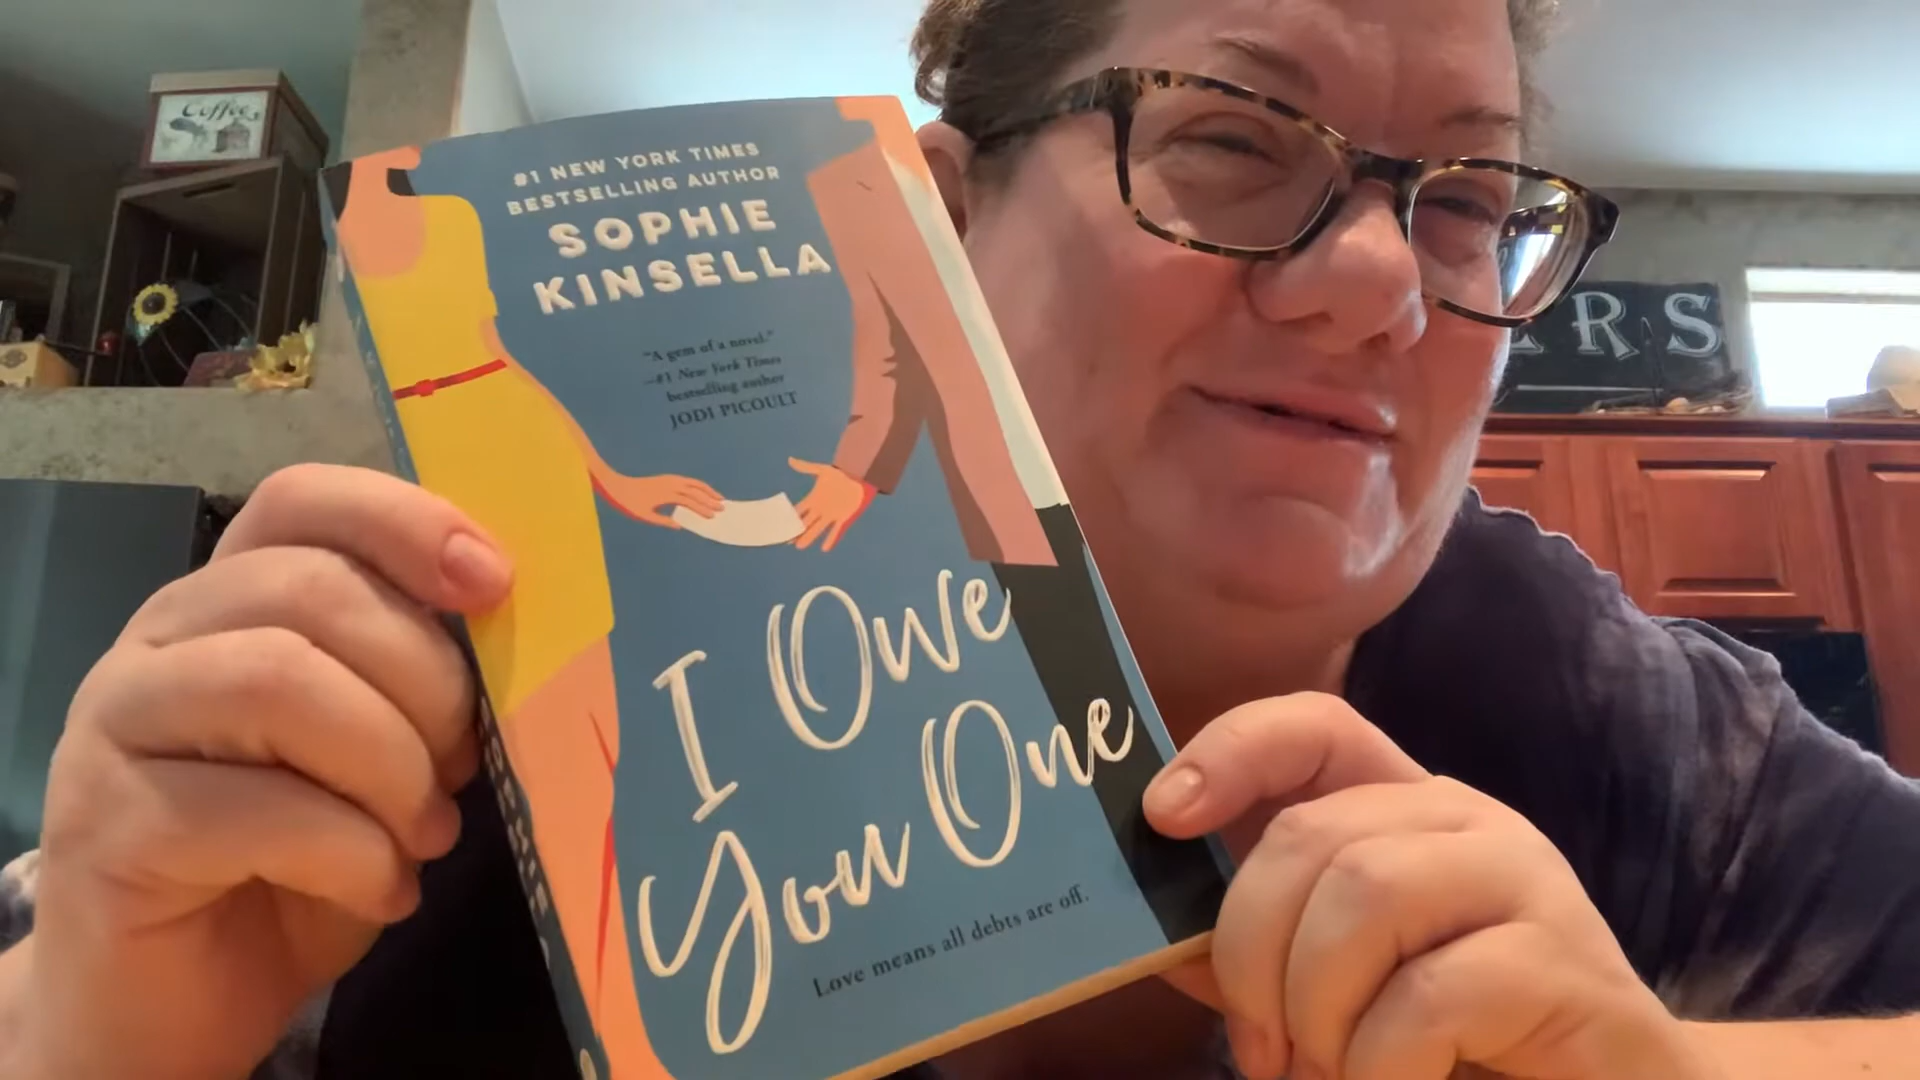 Coffee
#1 NEW YORK TIMES
BESTSELLING AUTHOR
SOPHIE
KINSELLA
"A gem of a novel."
—#1 New York Times
bestselling author
JODI PICOULT
I Owe
You One
Love means all debts are off.
SOPHIE
ERS